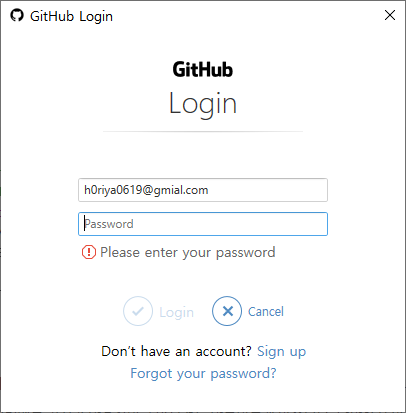 GitHub Login
GitHub
Login
h0riya0619@gmial.com
Password
Please enter your password
Login Cancel
Don't have an account? Sign up
Forgot your password?